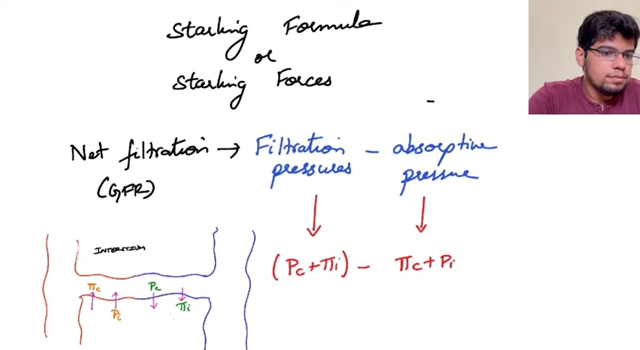 Starling Formula
or
Starling Forces
Net filtration → Filtration pressures – absorptive pressure
(GFR)
(Pc + πi) – πc + Pi
INTERSTIUM
πc Pi Pc πi